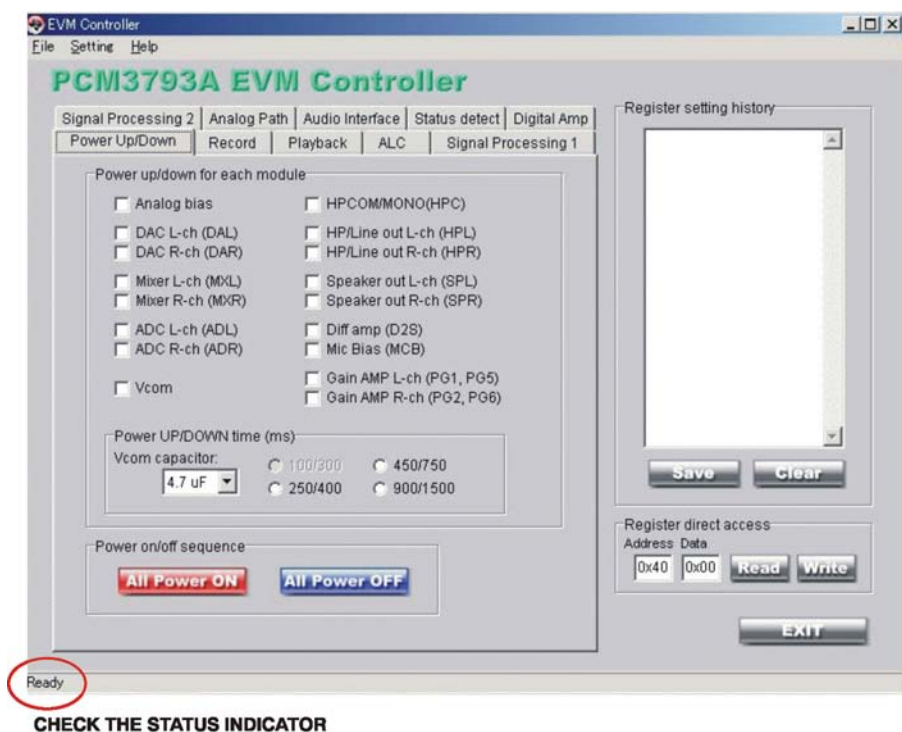 EVM Controller
File Setting Help
PCM3793A EVM Controller
Signal Processing 2 Analog Path Audio Interface Status detect Digital Amp
Power Up/Down Record Playback ALC Signal Processing 1
Power up/down for each module
Analog bias
DAC L-ch (DAL)
DAC R-ch (DAR)
Mixer L-ch (MXL)
Mixer R-ch (MXR)
ADC L-ch (ADL)
ADC R-ch (ADR)
Vcom
HPCOM/MONO(HPC)
HP/Line out L-ch (HPL)
HP/Line out R-ch (HPR)
Speaker out L-ch (SPL)
Speaker out R-ch (SPR)
Diff amp (D2S)
Mic Bias (MCB)
Gain AMP L-ch (PG1, PG5)
Gain AMP R-ch (PG2, PG6)
Power UP/DOWN time (ms)
Vcom capacitor:
4.7 uF
100/300 450/750
250/400 900/1500
Power on/off sequence
All Power ON All Power OFF
Register setting history
Save Clear
Register direct access
Address Data
0x40 0x00 Read Write
EXIT
Ready
CHECK THE STATUS INDICATOR